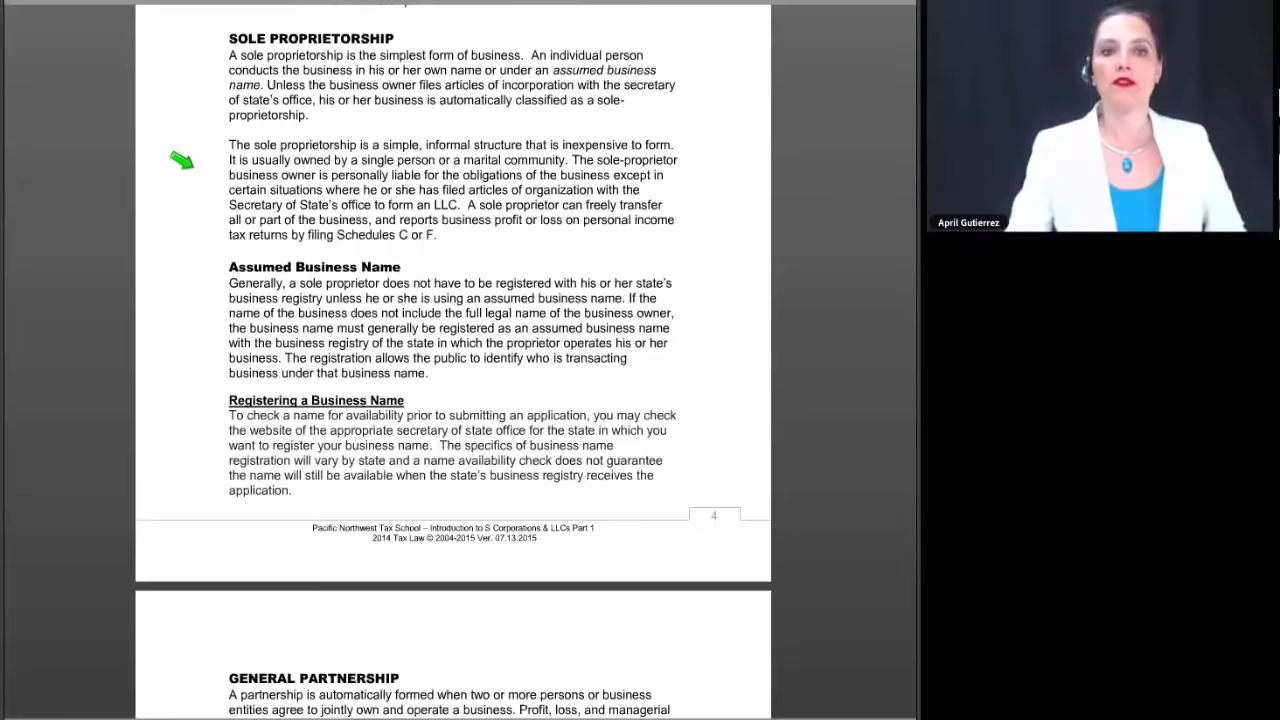 SOLE PROPRIETORSHIP
A sole proprietorship is the simplest form of business.  An individual person
conducts the business in his or her own name or under an assumed business
name. Unless the business owner files articles of incorporation with the secretary
of state's office, his or her business is automatically classified as a sole-
proprietorship.
The sole proprietorship is a simple, informal structure that is inexpensive to form.
It is usually owned by a single person or a marital community. The sole-proprietor
business owner is personally liable for the obligations of the business except in
certain situations where he or she has filed articles of organization with the
Secretary of State's office to form an LLC.  A sole proprietor can freely transfer
all or part of the business, and reports business profit or loss on personal income
tax returns by filing Schedules C or F.
Assumed Business Name
Generally, a sole proprietor does not have to be registered with his or her state's
business registry unless he or she is using an assumed business name. If the
name of the business does not include the full legal name of the business owner,
the business name must generally be registered as an assumed business name
with the business registry of the state in which the proprietor operates his or her
business. The registration allows the public to identify who is transacting
business under that business name.
Registering a Business Name
To check a name for availability prior to submitting an application, you may check
the website of the appropriate secretary of state office for the state in which you
want to register your business name.  The specifics of business name
registration will vary by state and a name availability check does not guarantee
the name will still be available when the state's business registry receives the
application.
4
Pacific Northwest Tax School – Introduction to S Corporations & LLCs Part 1
2014 Tax Law © 2004-2015 Ver. 07.13.2015
GENERAL PARTNERSHIP
A partnership is automatically formed when two or more persons or business
entities agree to jointly own and operate a business. Profit, loss, and managerial
April Gutierrez